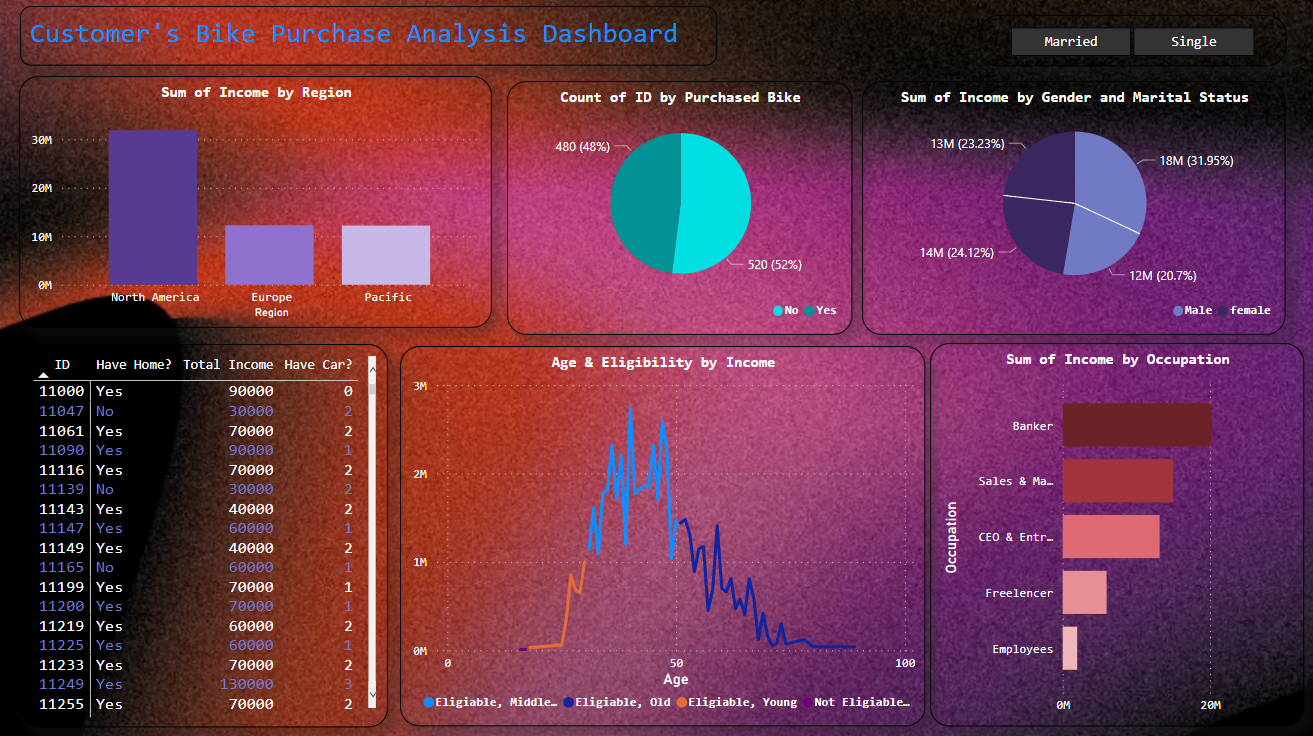 Customer's Bike Purchase Analysis Dashboard
Married Single
Sum of Income by Region
30M
20M
10M
0M
North America Europe Pacific
Region
Count of ID by Purchased Bike
480 (48%)
520 (52%)
No Yes
Sum of Income by Gender and Marital Status
13M (23.23%)
18M (31.95%)
14M (24.12%)
12M (20.7%)
Male female
ID Have Home? Total Income Have Car?
11000 Yes 90000 0
11047 No 30000 2
11061 Yes 70000 2
11090 Yes 90000 1
11116 Yes 70000 2
11139 No 30000 2
11143 Yes 40000 2
11147 Yes 60000 1
11149 Yes 40000 2
11165 No 60000 1
11199 Yes 70000 1
11200 Yes 70000 1
11219 Yes 60000 2
11225 Yes 60000 1
11233 Yes 70000 2
11249 Yes 130000 3
11255 Yes 70000 2
Age & Eligibility by Income
3M
2M
1M
0M
0 50 100
Age
Eligiable, Middle… Eligiable, Old Eligiable, Young Not Eligiable…
Sum of Income by Occupation
Occupation
Banker
Sales & Ma…
CEO & Entr…
Freelencer
Employees
0M 20M